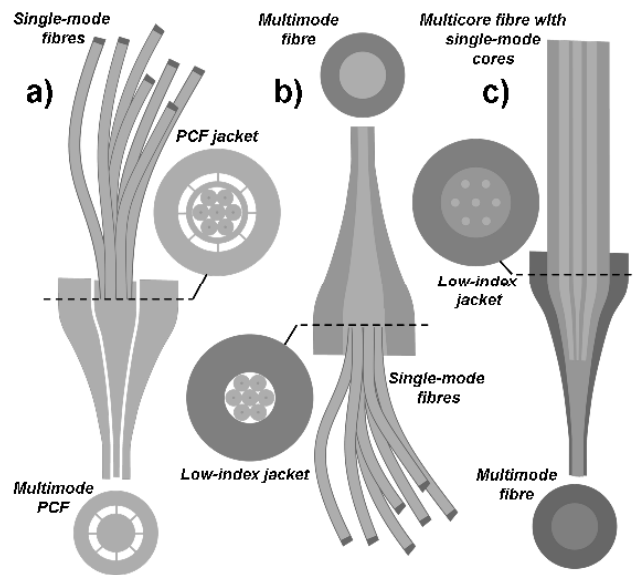 Single-mode
fibres
a)
PCF jacket
Multimode
PCF
Multimode
fibre
b)
Single-mode
fibres
Low-index jacket
Multicore fibre with
single-mode
cores
c)
Low-index
jacket
Multimode
fibre